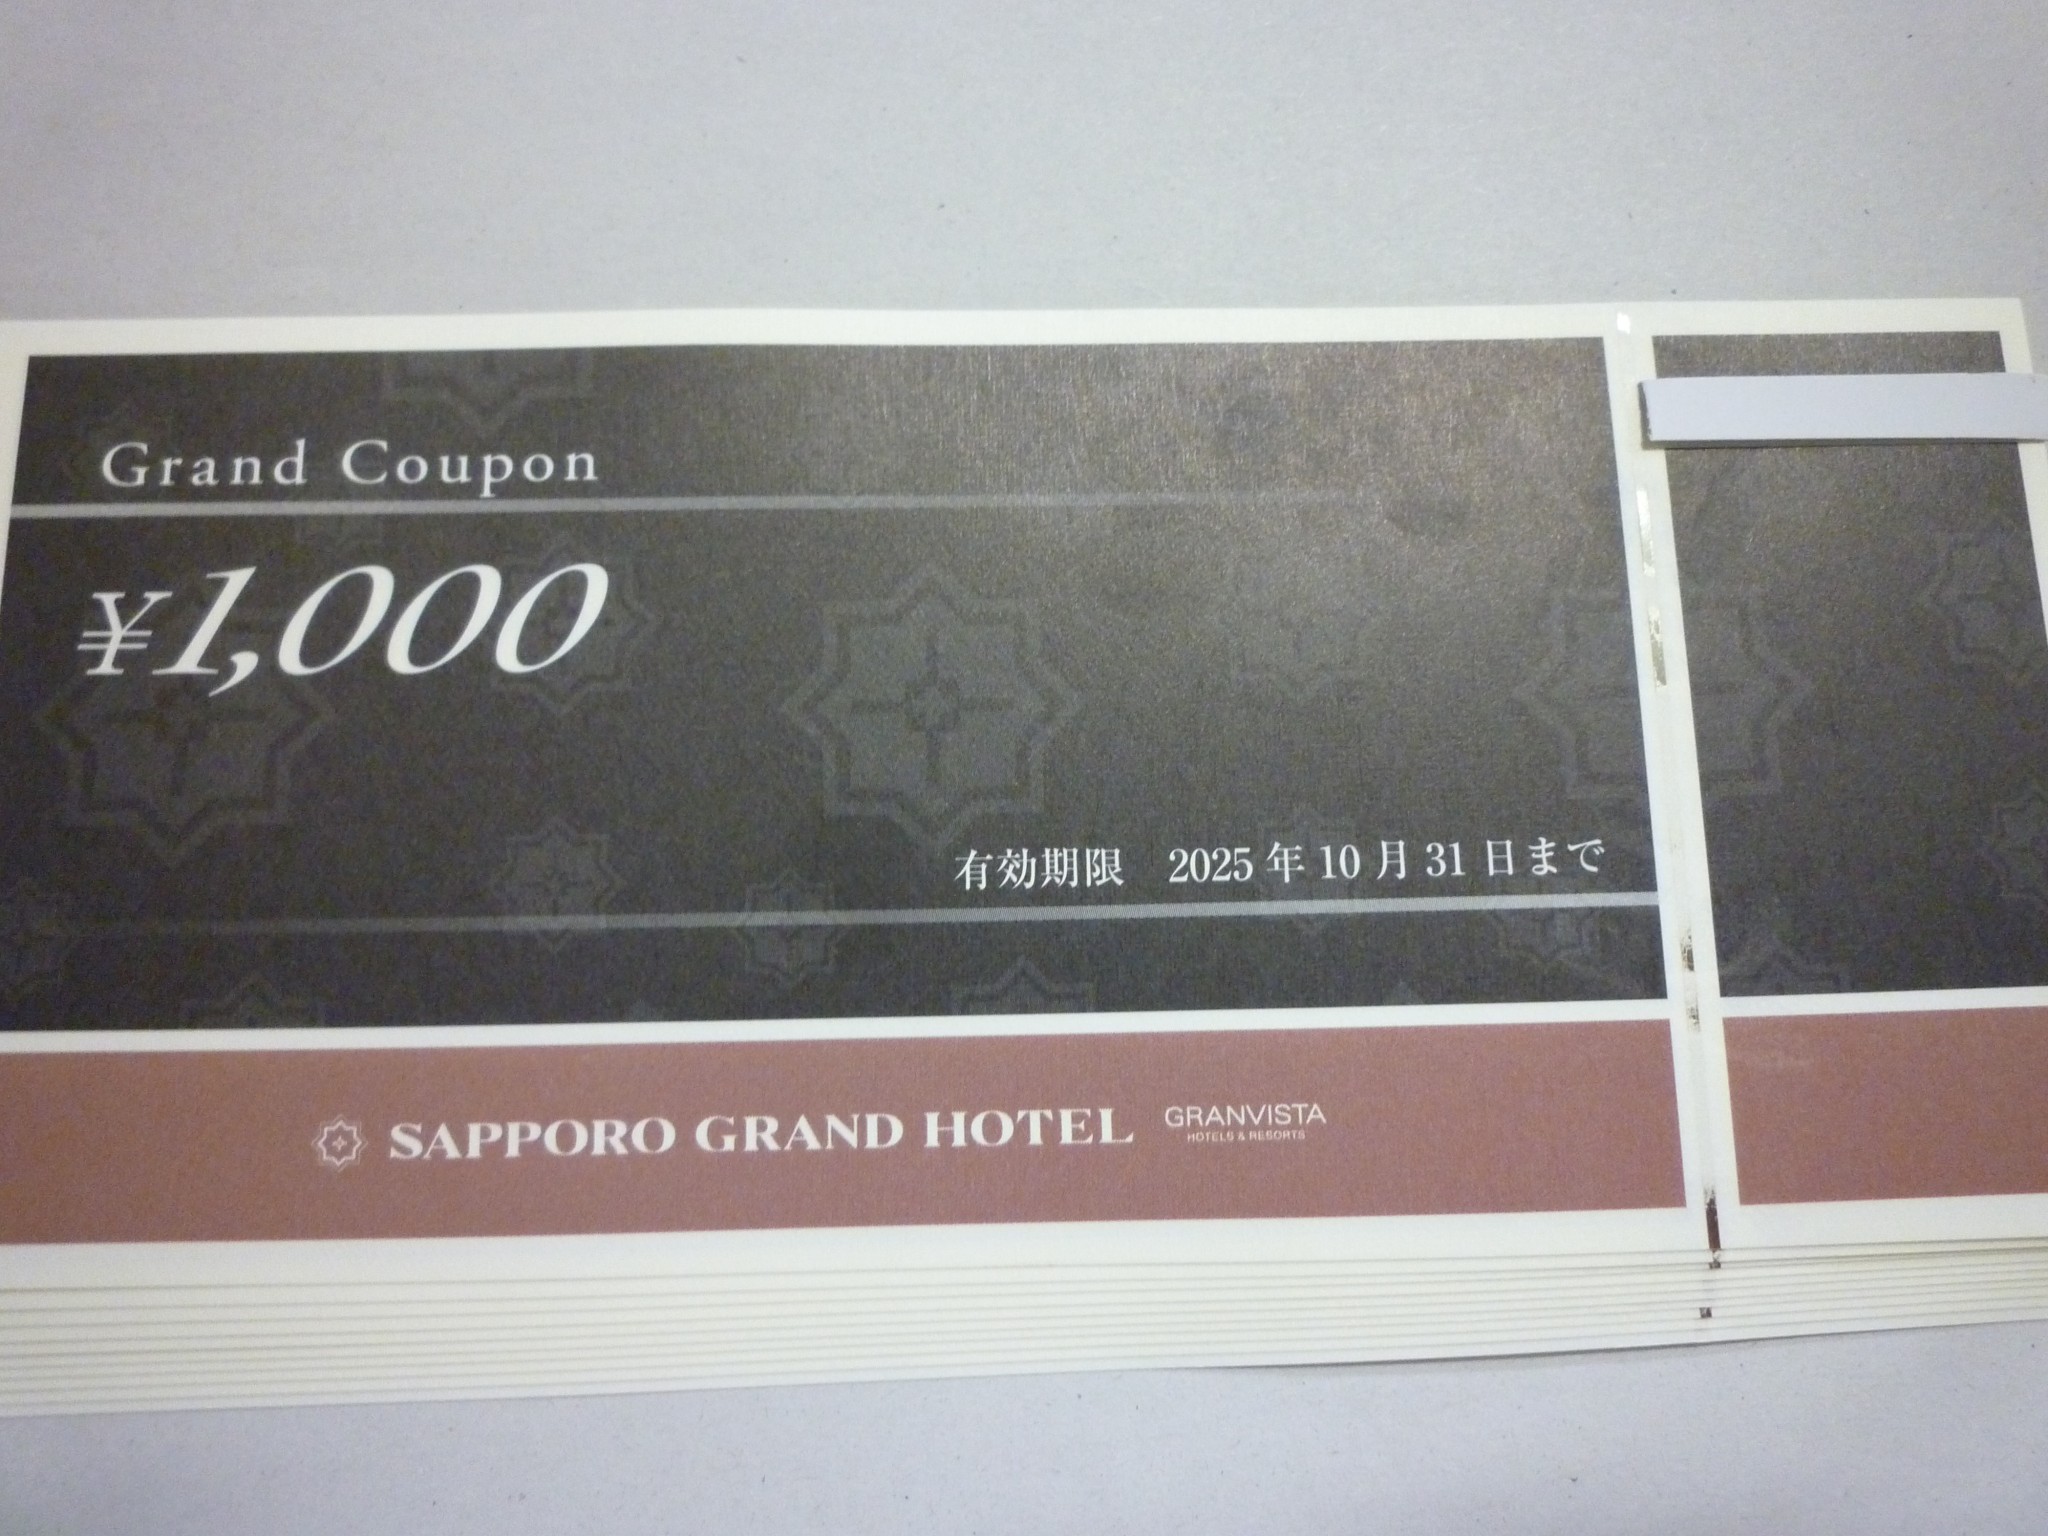 Grand Coupon
¥1,000
有効期限　2025年10月31日まで
SAPPORO GRAND HOTEL
GRANVISTA
HOTELS & RESORTS